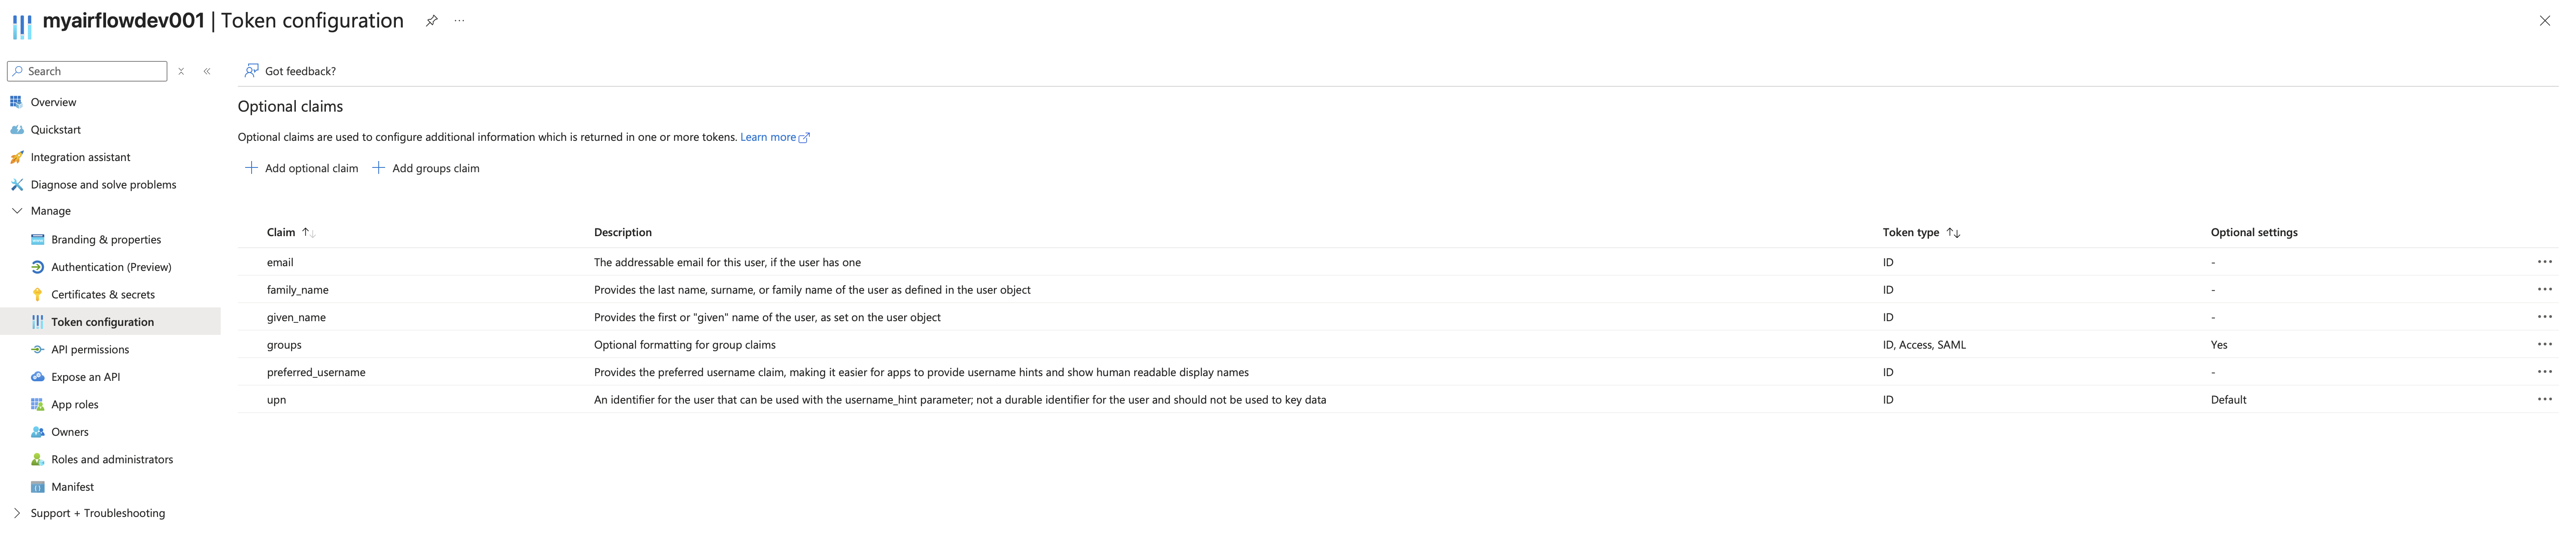 myairflowdev001 | Token configuration
Search
Got feedback?
Overview
Quickstart
Integration assistant
Diagnose and solve problems
Manage
Branding & properties
Authentication (Preview)
Certificates & secrets
Token configuration
API permissions
Expose an API
App roles
Owners
Roles and administrators
Manifest
Support + Troubleshooting
Optional claims
Optional claims are used to configure additional information which is returned in one or more tokens. Learn more
Add optional claim Add groups claim
Claim Description Token type Optional settings
email The addressable email for this user, if the user has one ID -
family_name Provides the last name, surname, or family name of the user as defined in the user object ID -
given_name Provides the first or "given" name of the user, as set on the user object ID -
groups Optional formatting for group claims ID, Access, SAML Yes
preferred_username Provides the preferred username claim, making it easier for apps to provide username hints and show human readable display names ID -
upn An identifier for the user that can be used with the username_hint parameter; not a durable identifier for the user and should not be used to key data ID Default